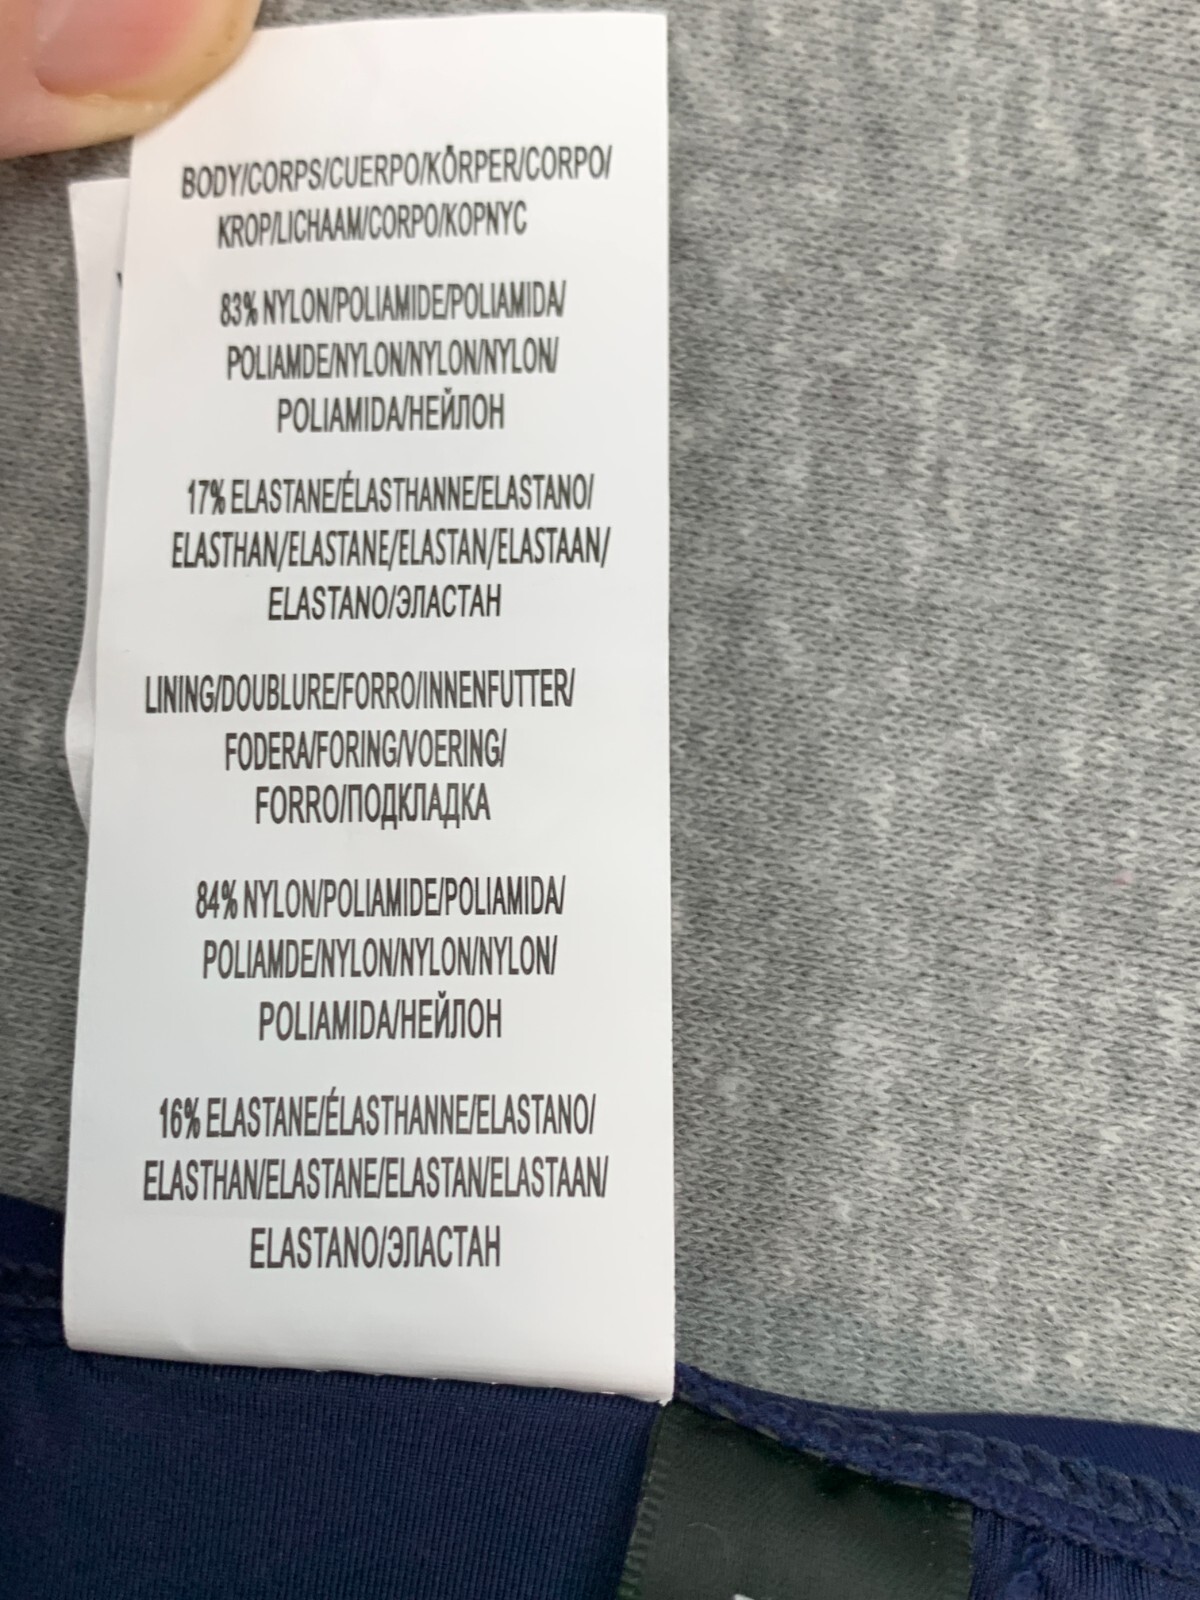 BODY/CORPS/CUERPO/KÖRPER/CORPO/
KROP/LICHAAM/CORPO/KOPNYC
83% NYLON/POLIAMIDE/POLIAMIDA/
POLIAMDE/NYLON/NYLON/NYLON/
POLIAMIDA/НЕЙЛОН
17% ELASTANE/ÉLASTHANNE/ELASTANO/
ELASTHAN/ELASTANE/ELASTAN/ELASTAAN/
ELASTANO/ЭЛАСТАН
LINING/DOUBLURE/FORRO/INNENFUTTER/
FODERA/FORING/VOERING/
FORRO/ПОДКЛАДКА
84% NYLON/POLIAMIDE/POLIAMIDA/
POLIAMDE/NYLON/NYLON/NYLON/
POLIAMIDA/НЕЙЛОН
16% ELASTANE/ÉLASTHANNE/ELASTANO/
ELASTHAN/ELASTANE/ELASTAN/ELASTAAN/
ELASTANO/ЭЛАСТАН